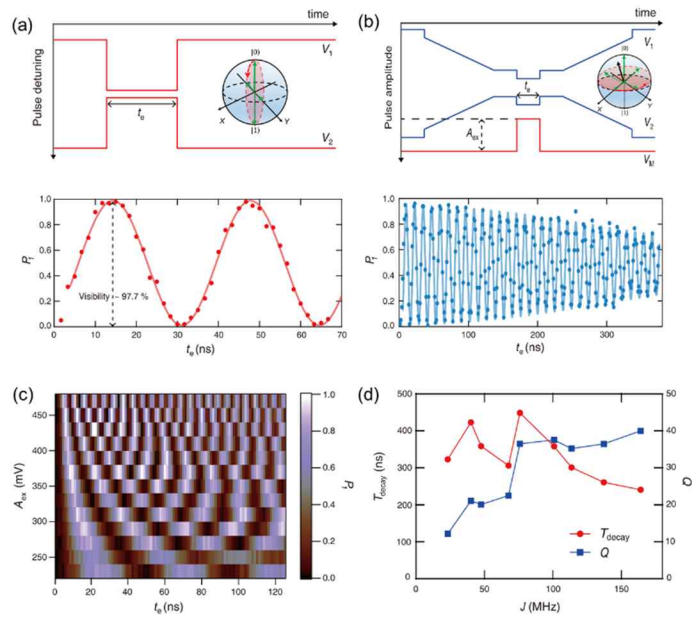 (a)
time
Pulse detuning
V1
V2
te
|0⟩
|1⟩
X
Y
(b)
time
Pulse amplitude
V1
V2
VM
te
Aex
|0⟩
|1⟩
X
Y
Pf
1.0
0.8
0.6
0.4
0.2
0.0
Visibility ~ 97.7 %
0 10 20 30 40 50 60 70
te (ns)
Pf
1.0
0.8
0.6
0.4
0.2
0.0
0 100 200 300
te (ns)
(c)
Aex (mV)
450
400
350
300
250
0 20 40 60 80 100 120
te (ns)
1.0
0.8
0.6
0.4
0.2
0.0
Pf
(d)
Tdecay (ns)
500
400
300
200
100
0
0 50 100 150
J (MHz)
50
40
30
20
10
0
Q
Tdecay
Q